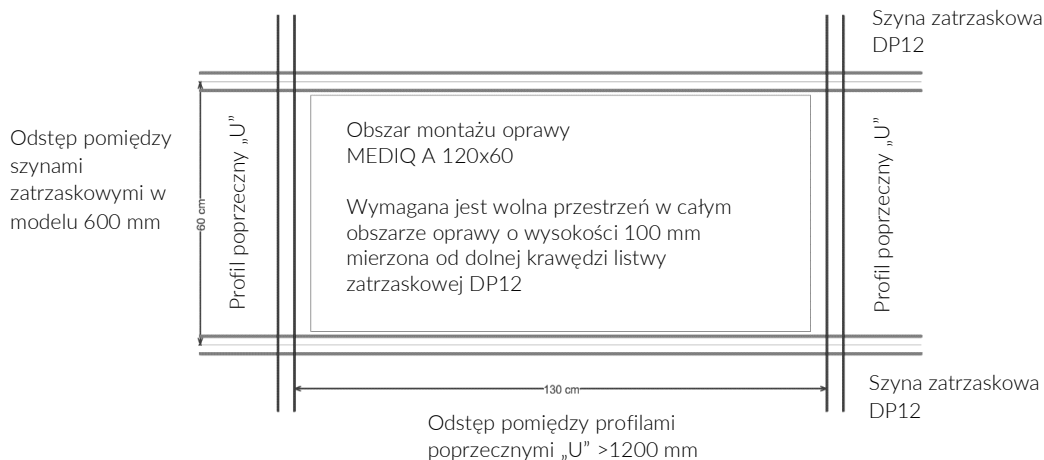 Szyna zatrzaskowa
DP12
Odstęp pomiędzy
szynami
zatrzaskowymi w
modelu 600 mm
60 cm
Profil poprzeczny „U”
Obszar montażu oprawy
MEDIQ A 120x60
Wymagana jest wolna przestrzeń w całym
obszarze oprawy o wysokości 100 mm
mierzona od dolnej krawędzi listwy
zatrzaskowej DP12
Profil poprzeczny „U”
130 cm
Odstęp pomiędzy profilami
poprzecznymi „U” >1200 mm
Szyna zatrzaskowa
DP12